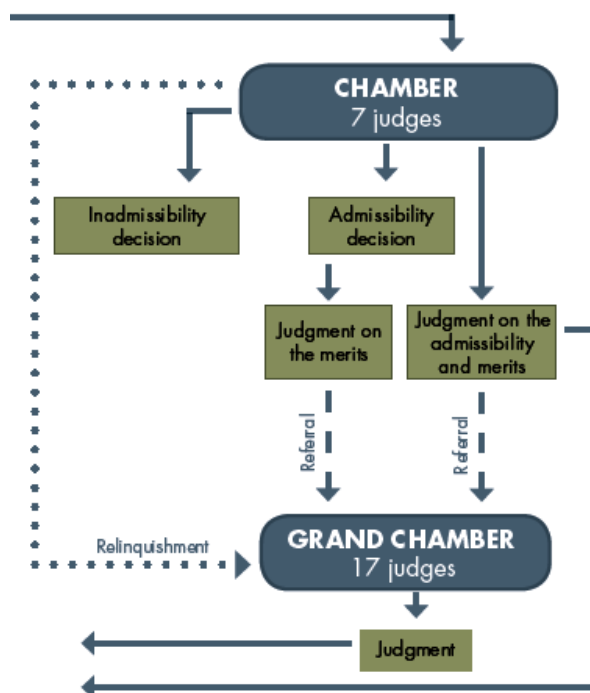 CHAMBER
7 judges
Inadmissibility
decision
Admissibility
decision
Judgment on
the merits
Judgment on the
admissibility
and merits
Referral
Referral
Relinquishment
GRAND CHAMBER
17 judges
Judgment